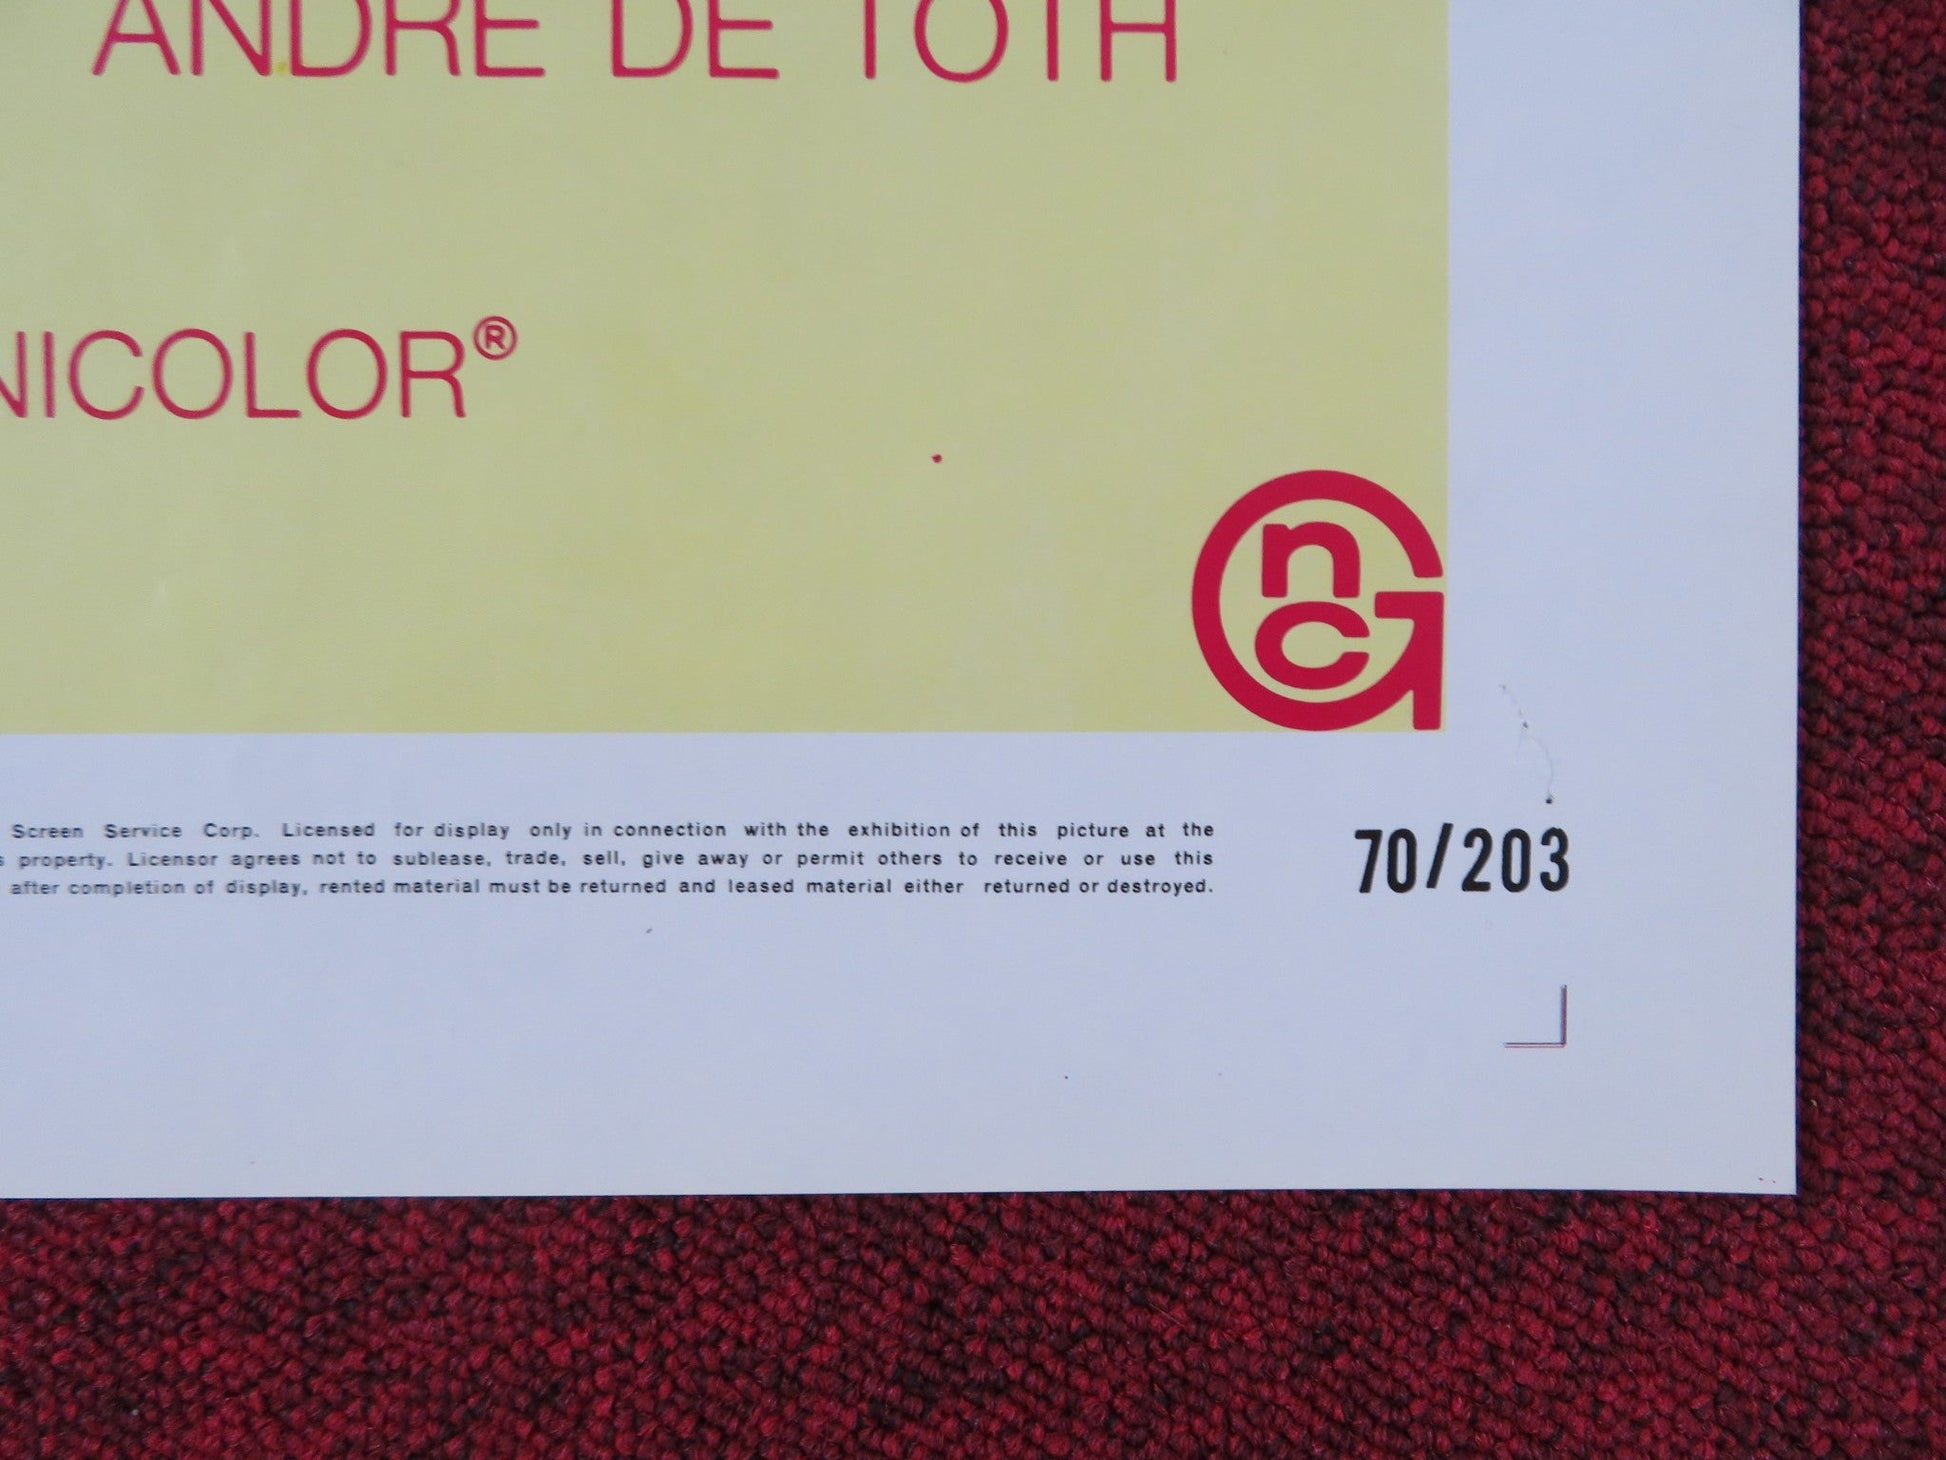 ANDRE DE TOTH
NICOLOR®
n
c
G
Screen Service Corp. Licensed for display only in connection with the exhibition of this picture at the
s property. Licensor agrees not to sublease, trade, sell, give away or permit others to receive or use this
after completion of display, rented material must be returned and leased material either returned or destroyed.
70/203